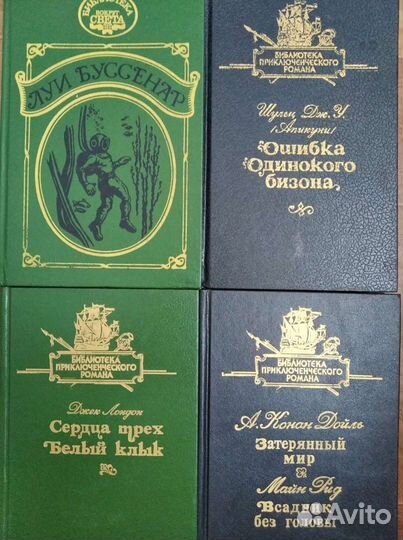 БИБЛИОТЕКА
ВОКРУГ
СВЕТА
ЛУИ БУССЕНАР
БИБЛИОТЕКА
ПРИКЛЮЧЕНЧЕСКОГО
РОМАНА
Шульц Дж. У.
/Апикуни/
Ошибка
Одинокого
бизона
БИБЛИОТЕКА
ПРИКЛЮЧЕНЧЕСКОГО
РОМАНА
Джек Лондон
Сердца трех
Белый клык
БИБЛИОТЕКА
ПРИКЛЮЧЕНЧЕСКОГО
РОМАНА
А. Конан Дойль
Затерянный
мир
Майн Рид
Всадник
без головы
Avito